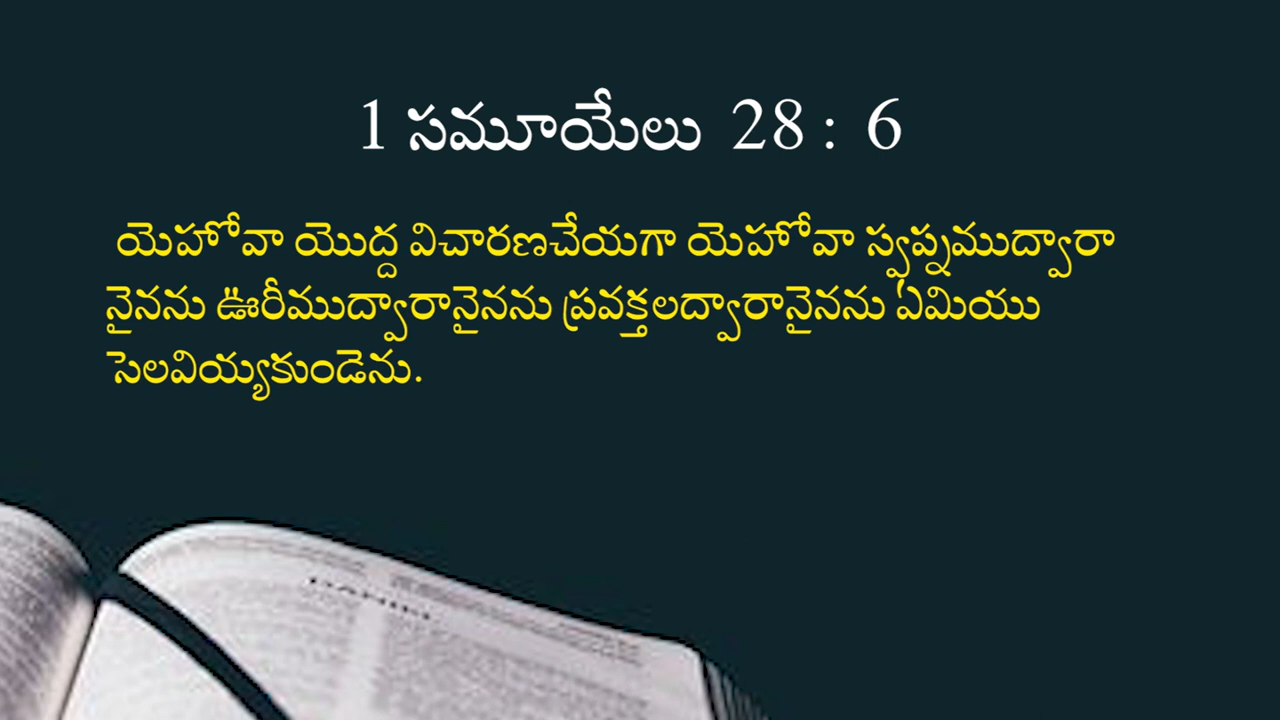 1 సమూయేలు 28 : 6
యెహోవా యొద్ద విచారణచేయగా యెహోవా స్వప్నముద్వారా
నైనను ఊరీముద్వారానైనను ప్రవక్తలద్వారానైనను ఏమియు
సెలవియ్యకుండెను.